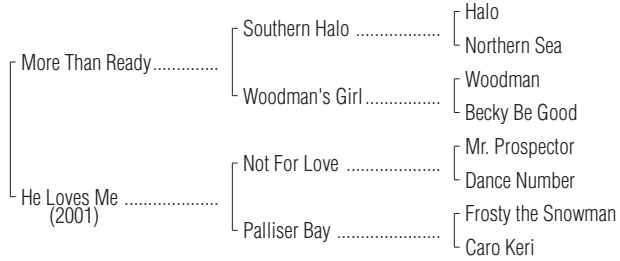 Halo
Southern Halo ..................
Northern Sea
More Than Ready..............
Woodman
Woodman's Girl................
Becky Be Good
Mr. Prospector
Not For Love ....................
Dance Number
He Loves Me ....................
(2001)
Frosty the Snowman
Palliser Bay ......................
Caro Keri